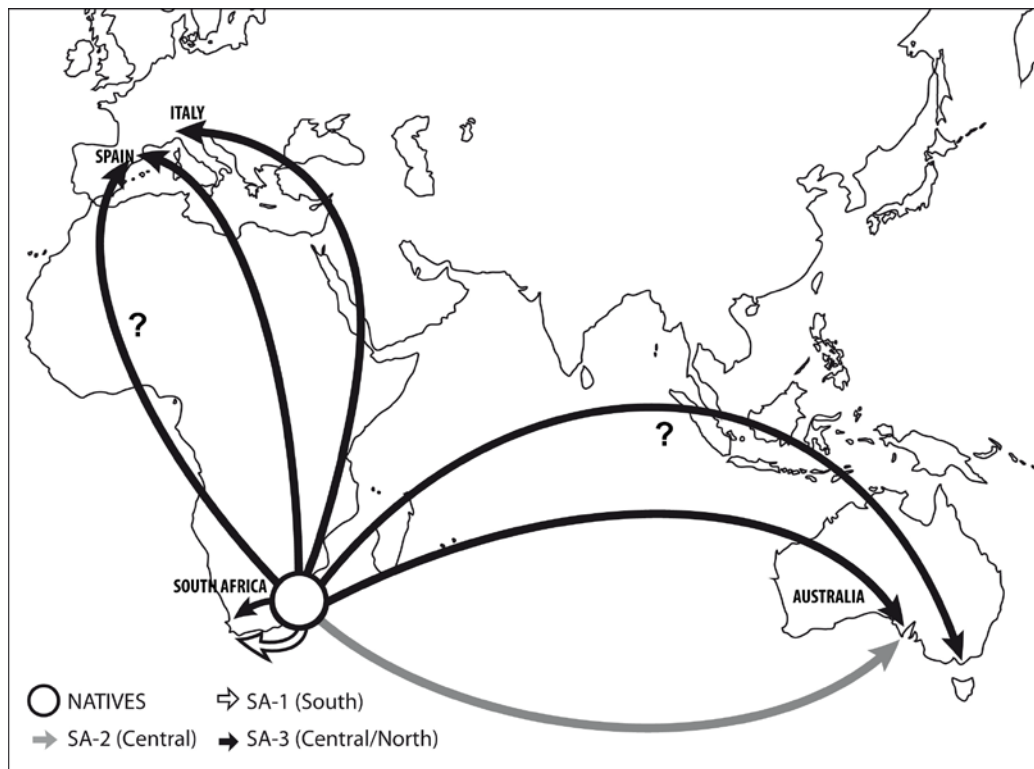 ITALY
SPAIN
?
?
SOUTH AFRICA
AUSTRALIA
NATIVES
SA-1 (South)
SA-2 (Central)
SA-3 (Central/North)